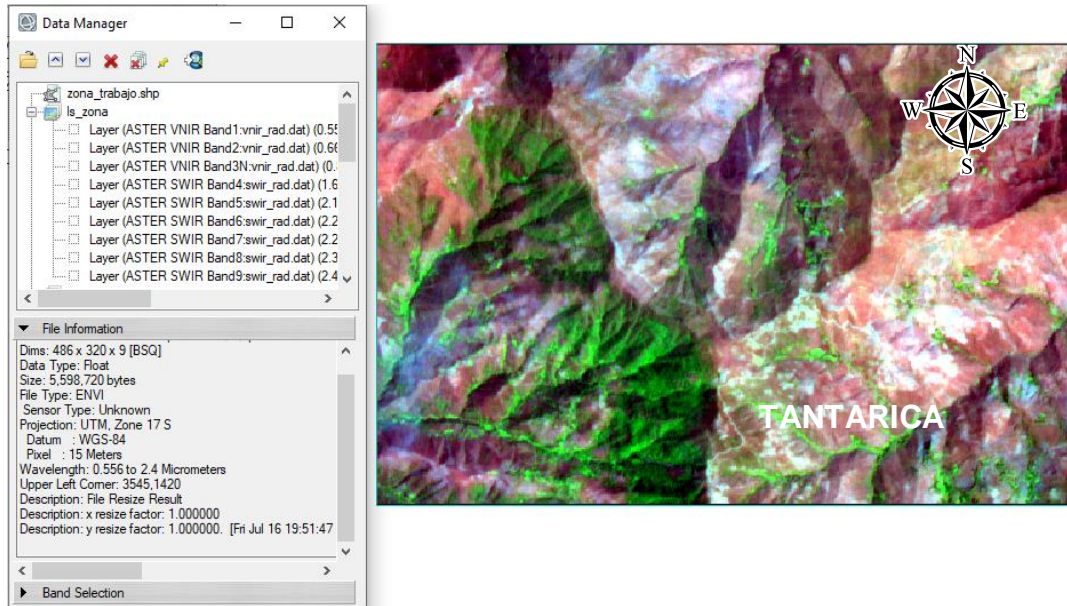 Data Manager
zona_trabajo.shp
ls_zona
Layer (ASTER VNIR Band1:vnir_rad.dat) (0.55
Layer (ASTER VNIR Band2:vnir_rad.dat) (0.66
Layer (ASTER VNIR Band3N:vnir_rad.dat) (0.
Layer (ASTER SWIR Band4:swir_rad.dat) (1.6
Layer (ASTER SWIR Band5:swir_rad.dat) (2.1
Layer (ASTER SWIR Band6:swir_rad.dat) (2.2
Layer (ASTER SWIR Band7:swir_rad.dat) (2.2
Layer (ASTER SWIR Band8:swir_rad.dat) (2.3
Layer (ASTER SWIR Band9:swir_rad.dat) (2.4
File Information
Dims: 486 x 320 x 9 [BSQ]
Data Type: Float
Size: 5,598,720 bytes
File Type: ENVI
Sensor Type: Unknown
Projection: UTM, Zone 17 S
Datum : WGS-84
Pixel : 15 Meters
Wavelength: 0.556 to 2.4 Micrometers
Upper Left Corner: 3545,1420
Description: File Resize Result
Description: x resize factor: 1.000000
Description: y resize factor: 1.000000. [Fri Jul 16 19:51:47
Band Selection
N
W E
S
TANTARICA